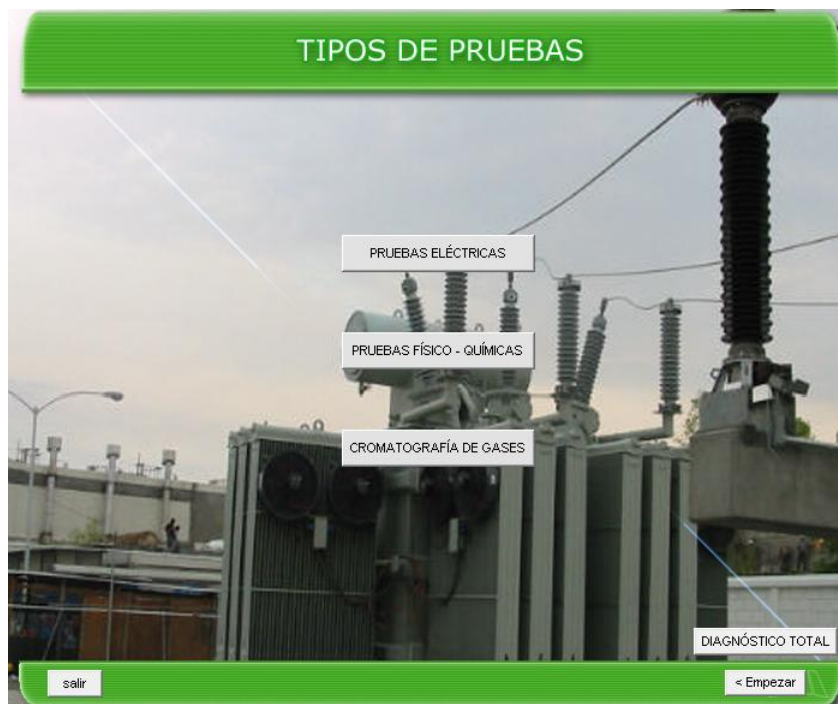 TIPOS DE PRUEBAS
PRUEBAS ELÉCTRICAS
PRUEBAS FÍSICO - QUÍMICAS
CROMATOGRAFÍA DE GASES
DIAGNÓSTICO TOTAL
salir
< Empezar